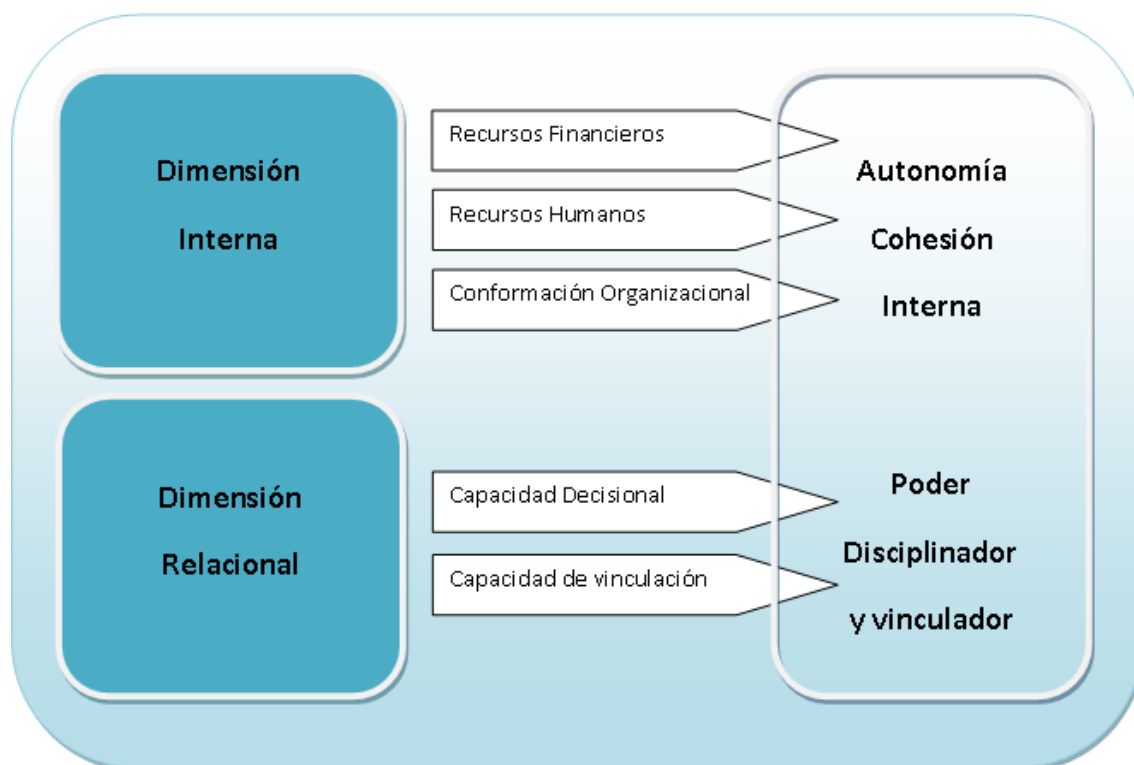 Dimensión
Interna
Recursos Financieros
Recursos Humanos
Conformación Organizacional
Autonomía
Cohesión
Interna
Dimensión
Relacional
Capacidad Decisional
Capacidad de vinculación
Poder
Disciplinador
y vinculador